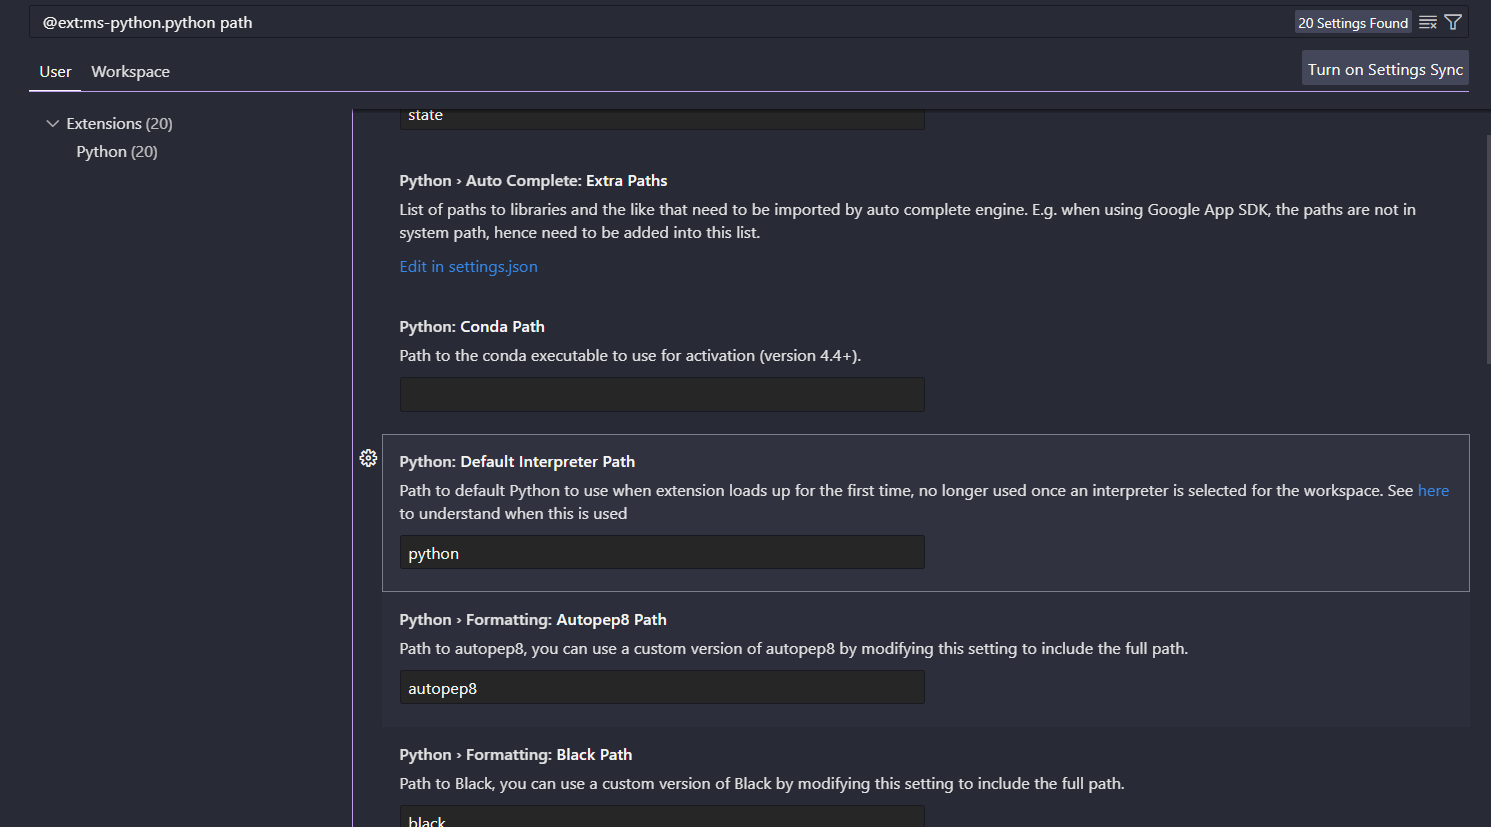 @ext:ms-python.python path
20 Settings Found
User
Workspace
Turn on Settings Sync
Extensions (20)
Python (20)
state
Python › Auto Complete: Extra Paths
List of paths to libraries and the like that need to be imported by auto complete engine. E.g. when using Google App SDK, the paths are not in
system path, hence need to be added into this list.
Edit in settings.json
Python: Conda Path
Path to the conda executable to use for activation (version 4.4+).
Python: Default Interpreter Path
Path to default Python to use when extension loads up for the first time, no longer used once an interpreter is selected for the workspace. See here
to understand when this is used
python
Python › Formatting: Autopep8 Path
Path to autopep8, you can use a custom version of autopep8 by modifying this setting to include the full path.
autopep8
Python › Formatting: Black Path
Path to Black, you can use a custom version of Black by modifying this setting to include the full path.
black